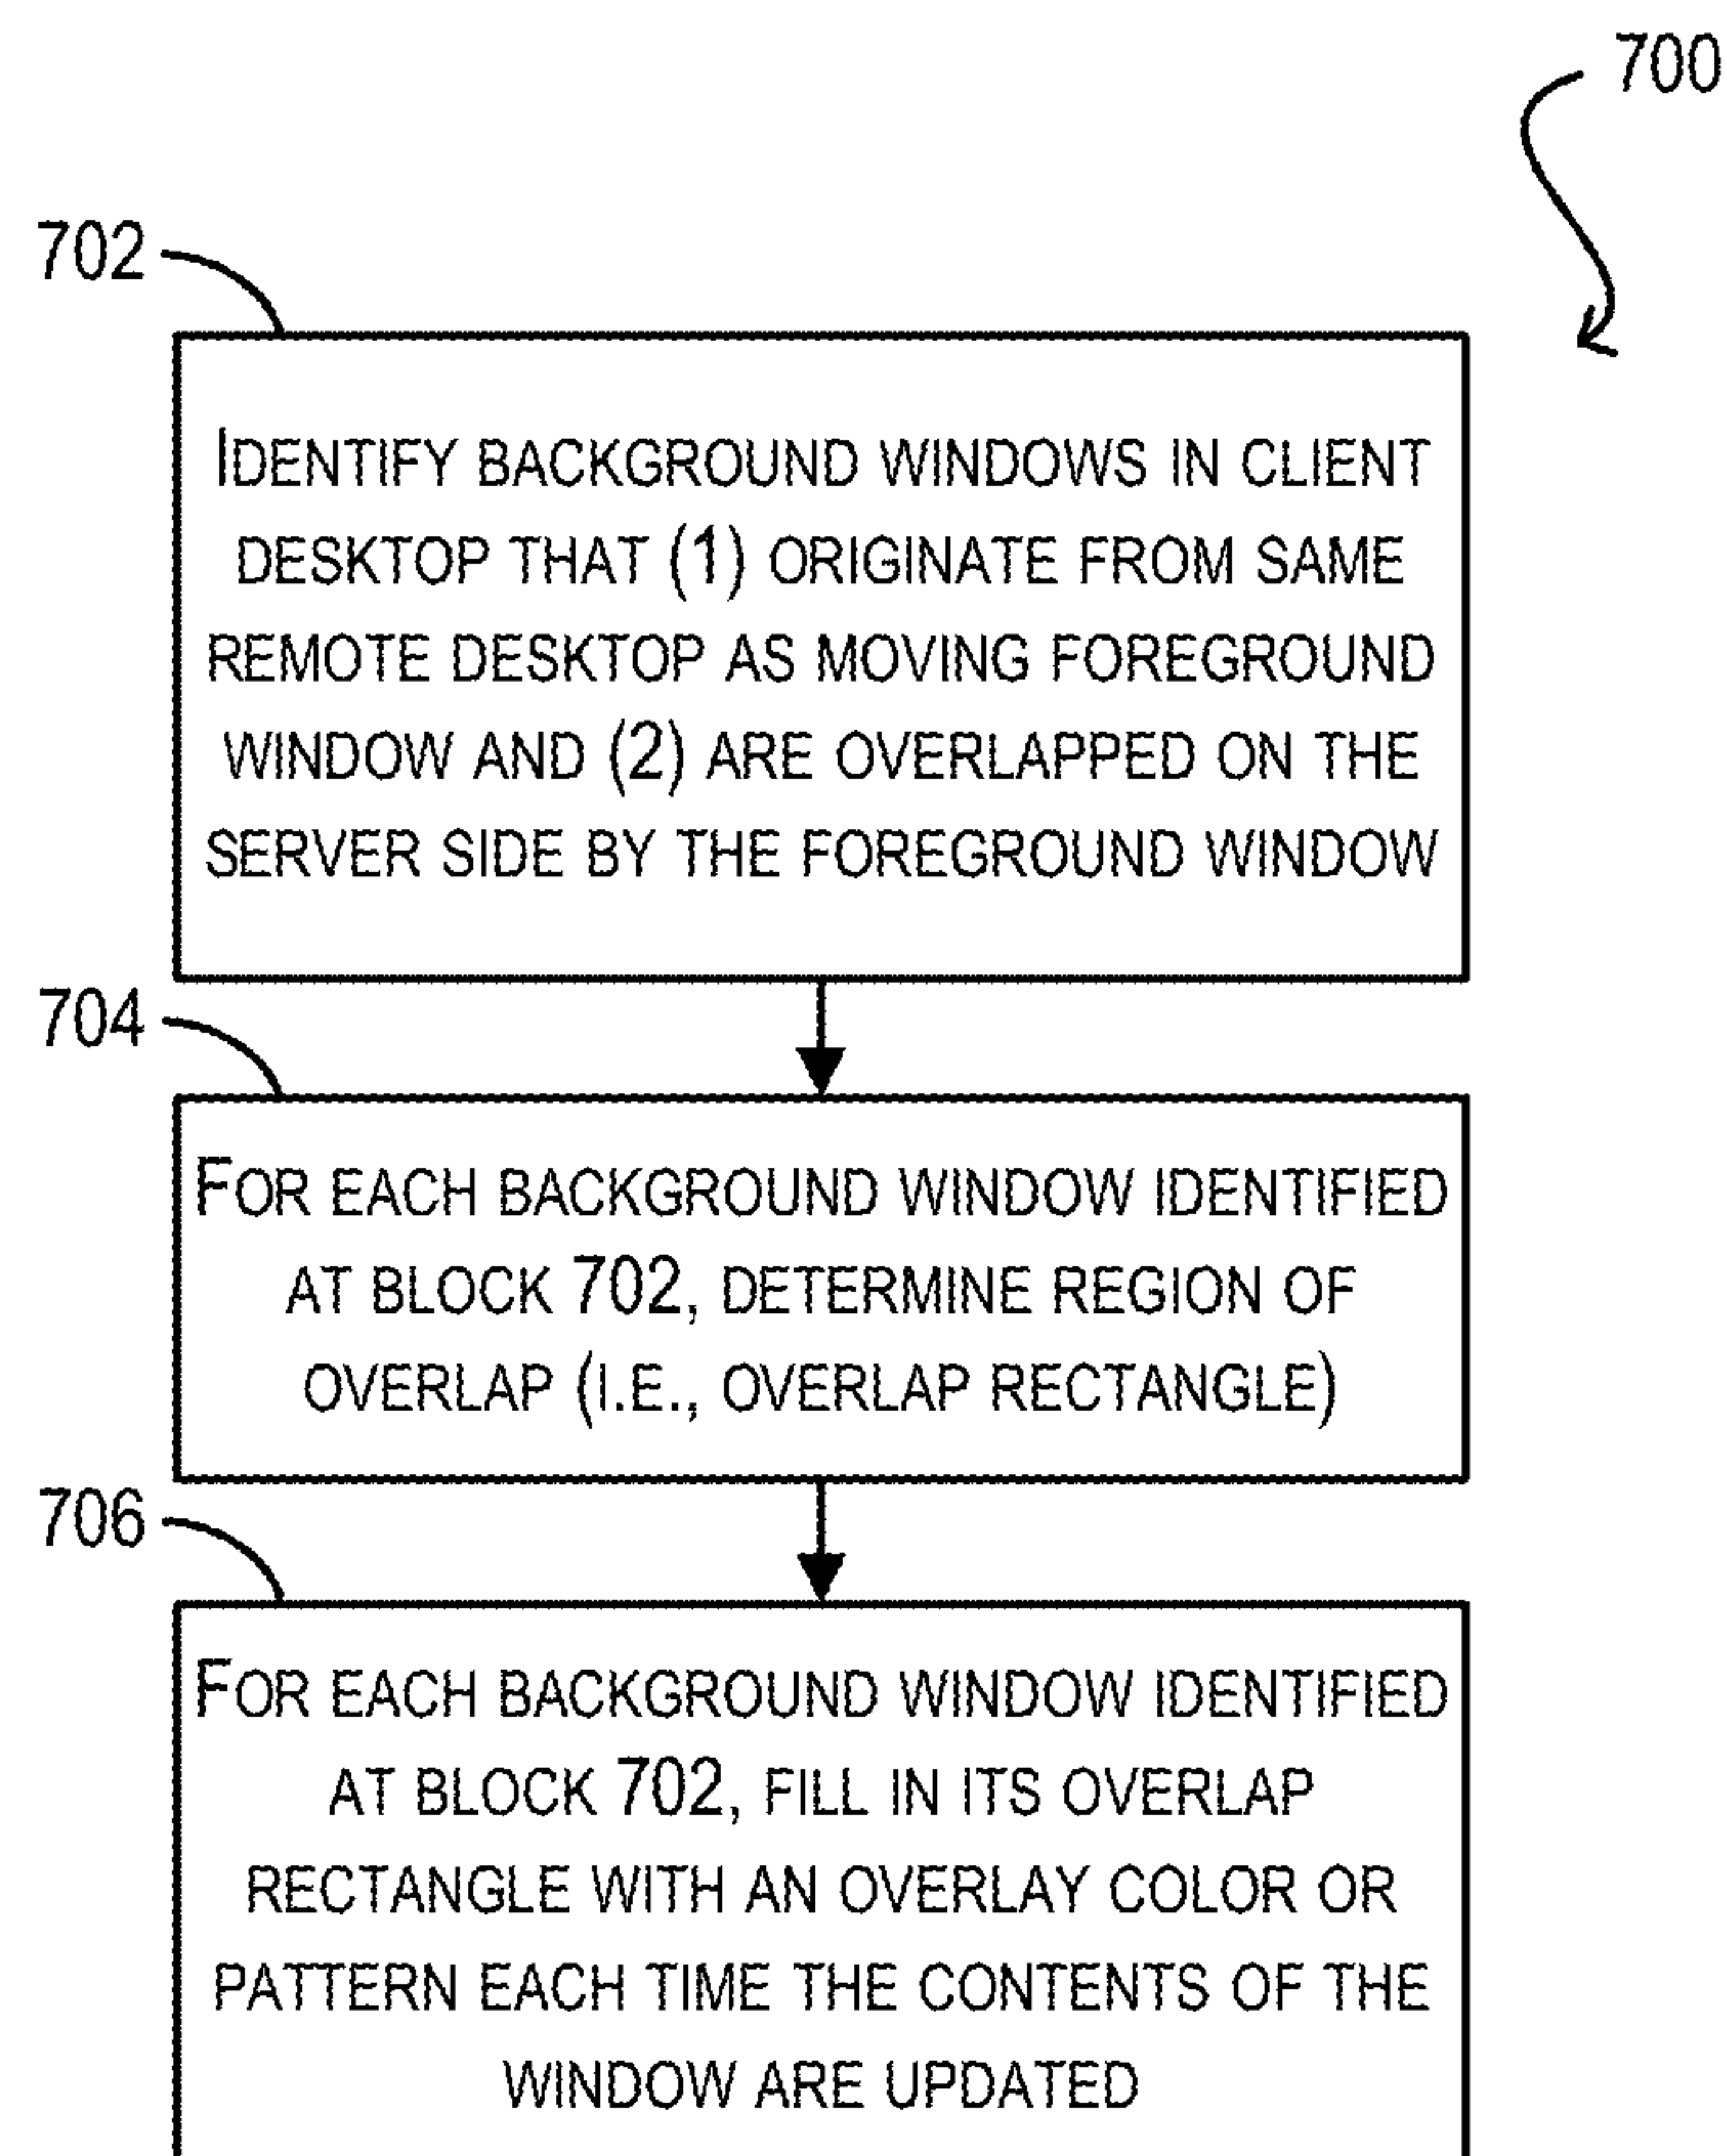 700
702
IDENTIFY BACKGROUND WINDOWS IN CLIENT
DESKTOP THAT (1) ORIGINATE FROM SAME
REMOTE DESKTOP AS MOVING FOREGROUND
WINDOW AND (2) ARE OVERLAPPED ON THE
SERVER SIDE BY THE FOREGROUND WINDOW
704
FOR EACH BACKGROUND WINDOW IDENTIFIED
AT BLOCK 702, DETERMINE REGION OF
OVERLAP (I.E., OVERLAP RECTANGLE)
706
FOR EACH BACKGROUND WINDOW IDENTIFIED
AT BLOCK 702, FILL IN ITS OVERLAP
RECTANGLE WITH AN OVERLAY COLOR OR
PATTERN EACH TIME THE CONTENTS OF THE
WINDOW ARE UPDATED